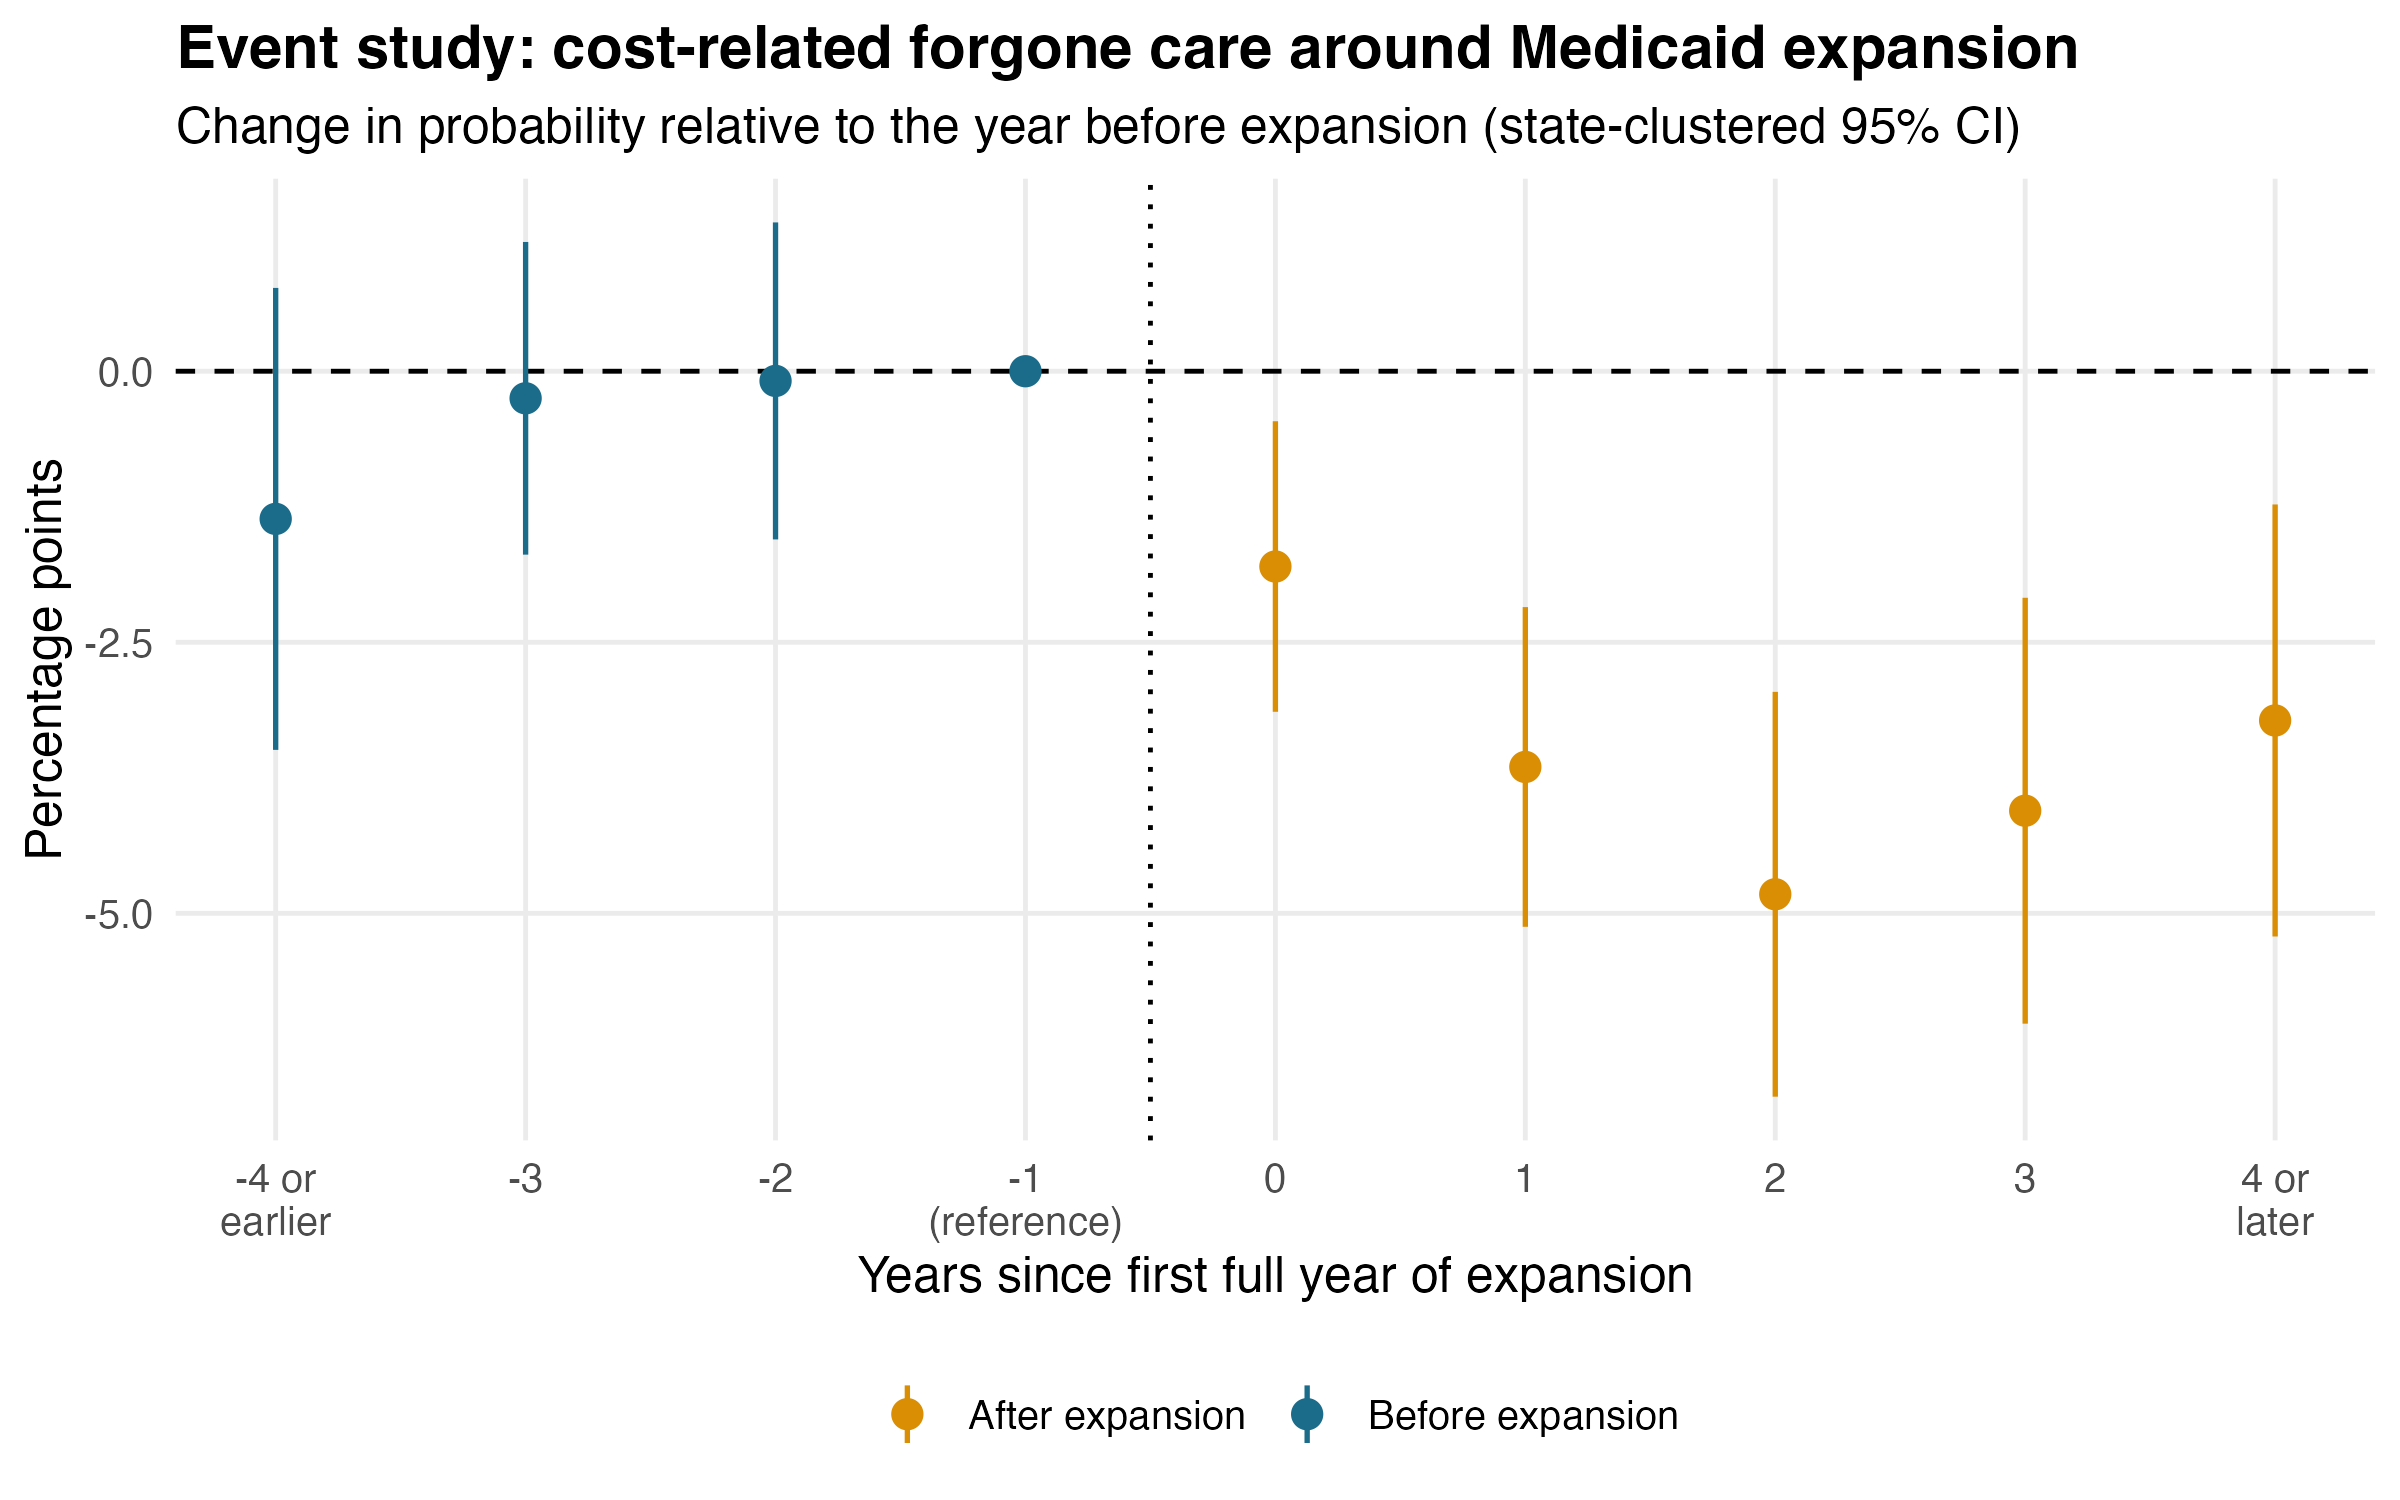 Event study: cost-related forgone care around Medicaid expansion
Change in probability relative to the year before expansion (state-clustered 95% CI)
Percentage points
0.0
-2.5
-5.0
-4 or
earlier
-3
-2
-1
(reference)
0
1
2
3
4 or
later
Years since first full year of expansion
After expansion
Before expansion